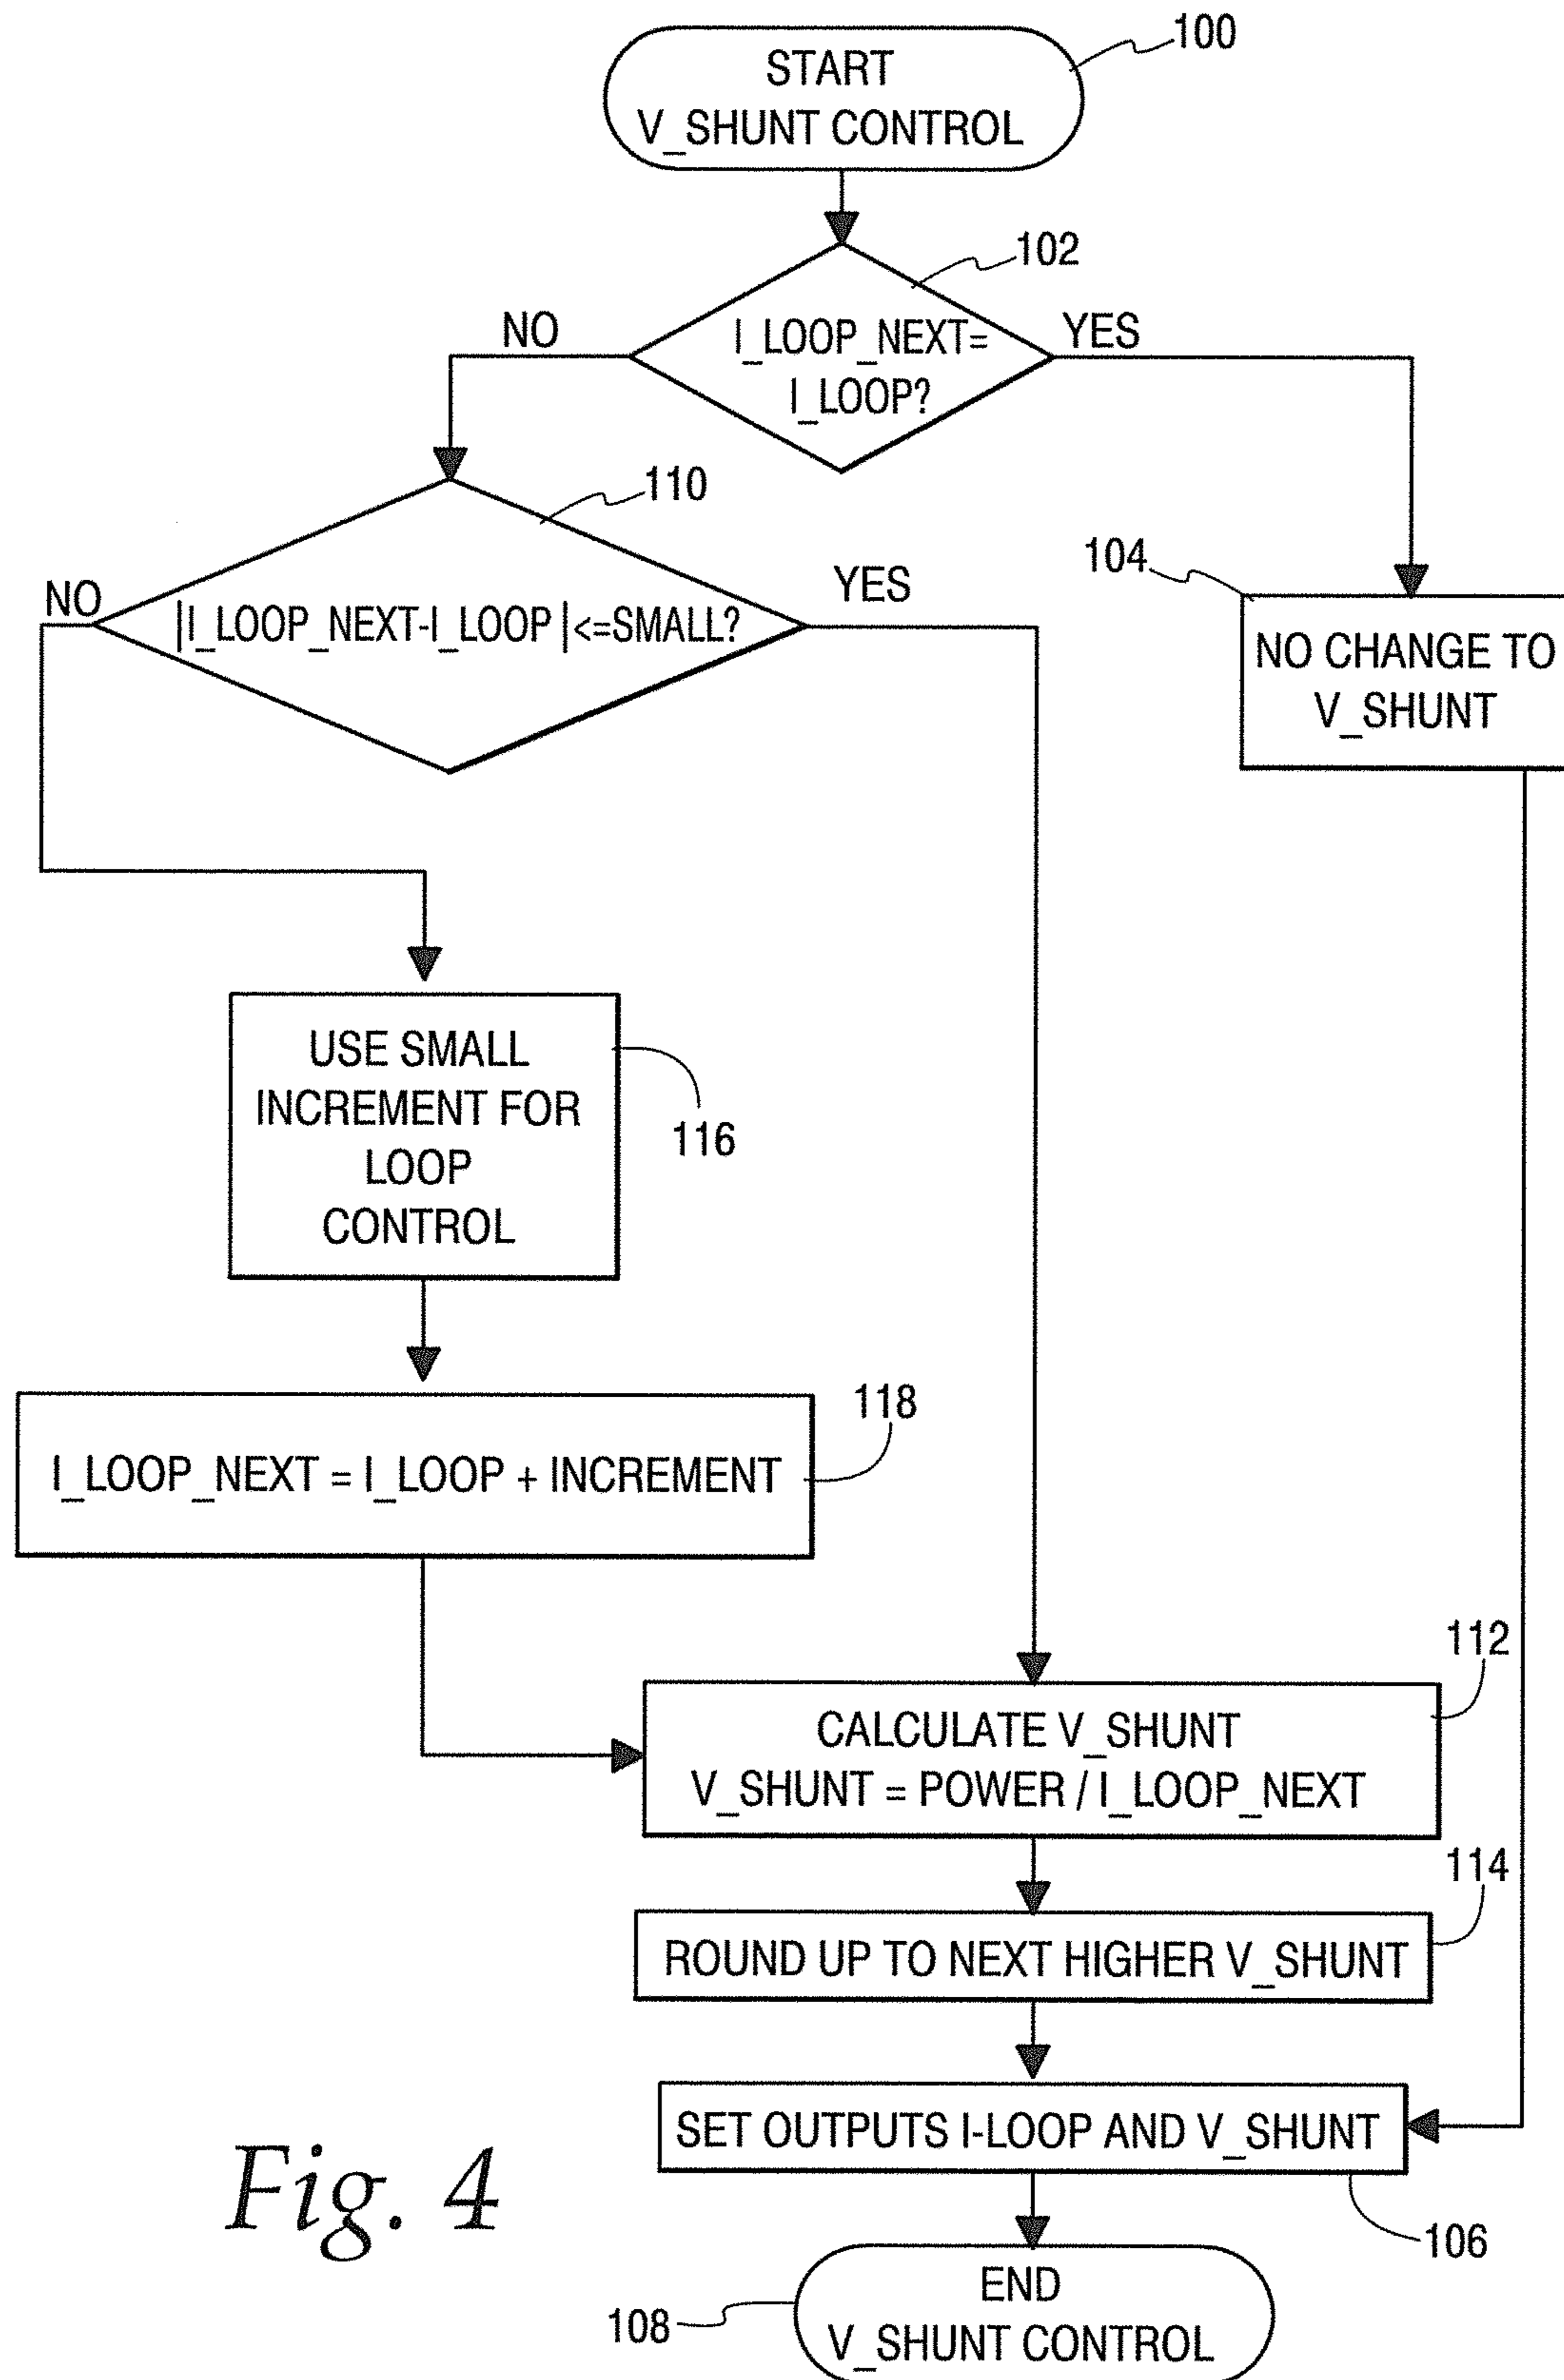 100
START
V_SHUNT CONTROL
102
NO
I_LOOP_NEXT=
I_LOOP?
YES
110
NO
|I_LOOP_NEXT-I_LOOP|<=SMALL?
YES
104
NO CHANGE TO
V_SHUNT
USE SMALL
INCREMENT FOR
LOOP
CONTROL
116
118
I_LOOP_NEXT = I_LOOP + INCREMENT
112
CALCULATE V_SHUNT
V_SHUNT = POWER / I_LOOP_NEXT
114
ROUND UP TO NEXT HIGHER V_SHUNT
SET OUTPUTS I-LOOP AND V_SHUNT
106
END
V_SHUNT CONTROL
108
Fig. 4